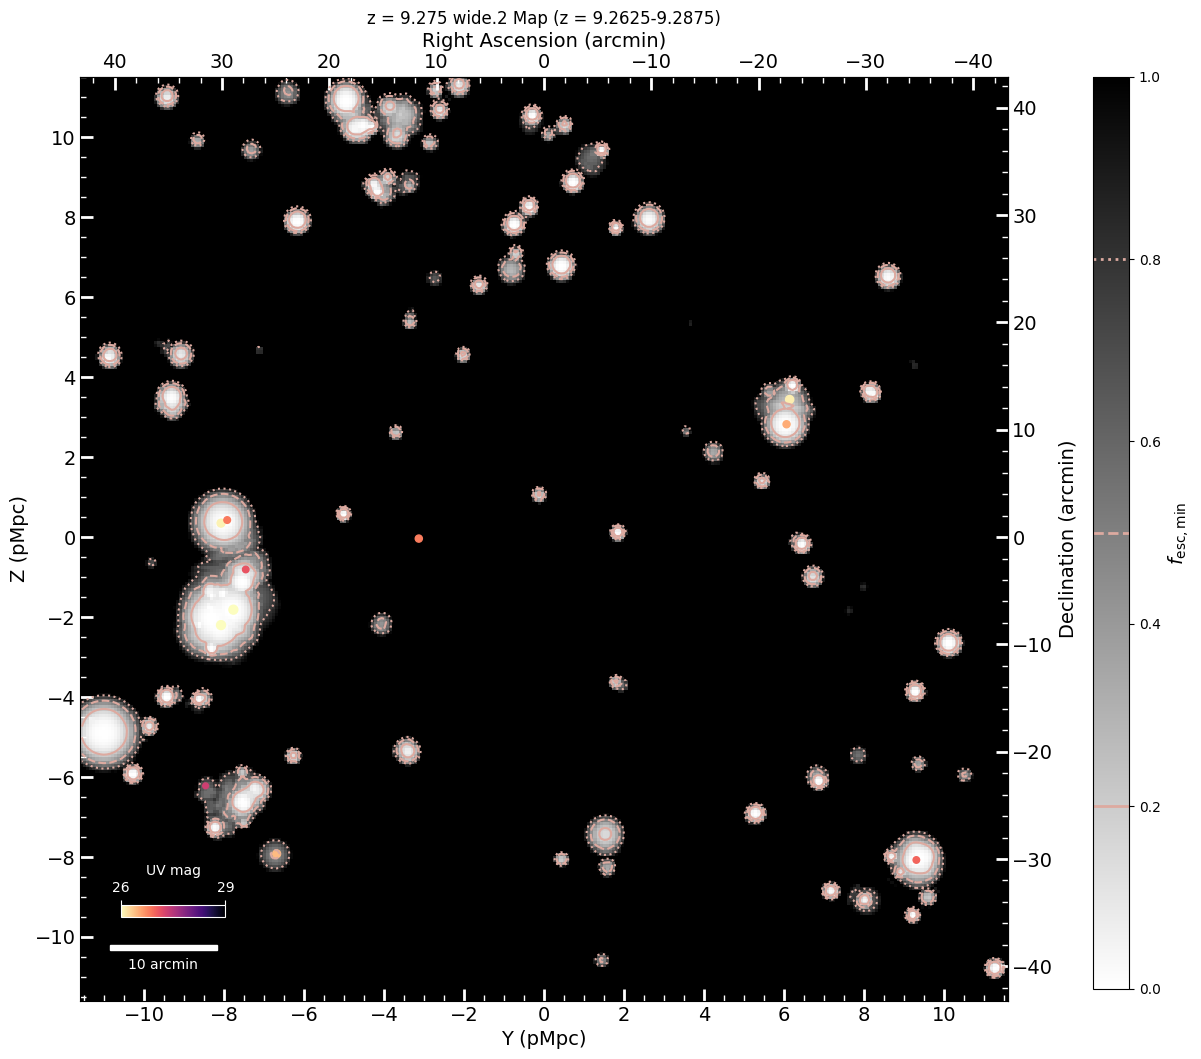 z = 9.275 wide.2 Map (z = 9.2625-9.2875)
Right Ascension (arcmin)
40 30 20 10 0 −10 −20 −30 −40
10
8
6
4
2
0
−2
−4
−6
−8
−10
Z (pMpc)
UV mag
26 29
10 arcmin
−10 −8 −6 −4 −2 0 2 4 6 8 10
Y (pMpc)
40
30
20
10
0
−10
−20
−30
−40
Declination (arcmin)
1.0
0.8
0.6
0.4
0.2
0.0
fesc,min